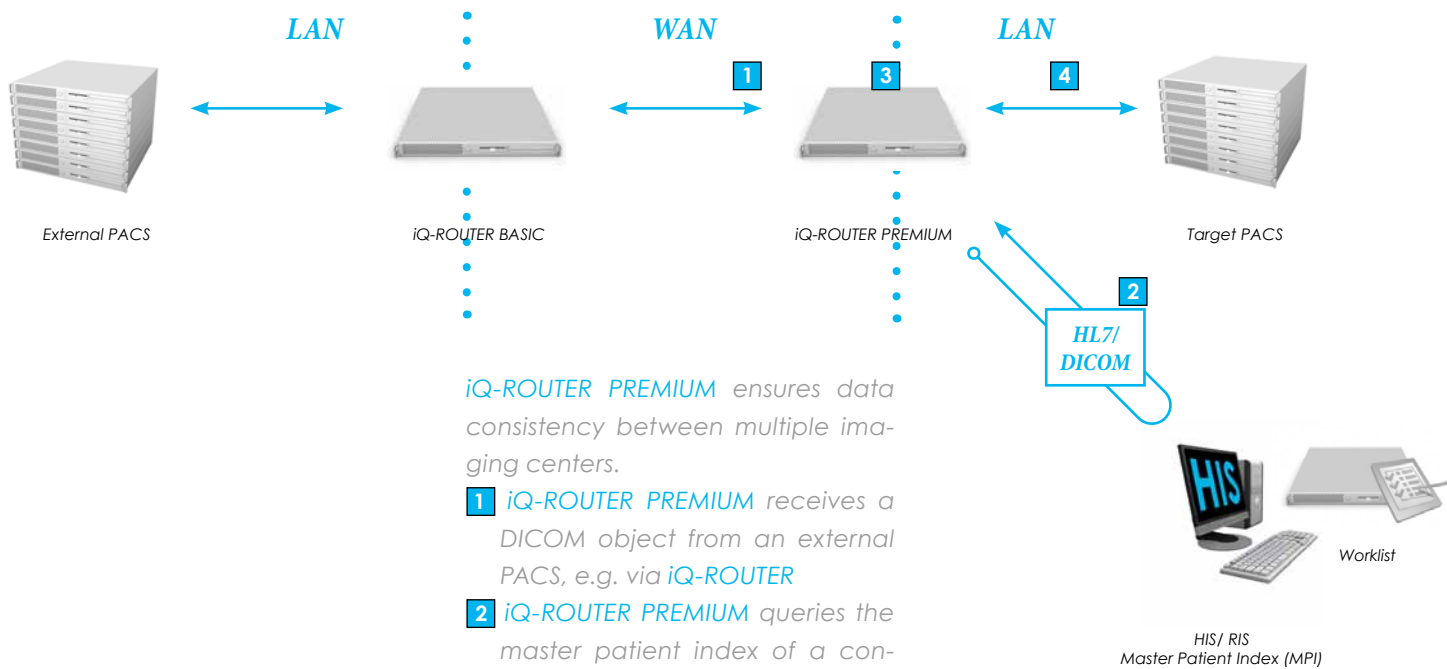 LAN
WAN
LAN
1
3
4
External PACS
iQ-ROUTER BASIC
iQ-ROUTER PREMIUM
Target PACS
2
HL7/
DICOM
iQ-ROUTER PREMIUM ensures data
consistency between multiple ima-
ging centers.
1 iQ-ROUTER PREMIUM receives a
DICOM object from an external
PACS, e.g. via iQ-ROUTER
2 iQ-ROUTER PREMIUM queries the
master patient index of a con-
HIS
Worklist
HIS/ RIS
Master Patient Index (MPI)